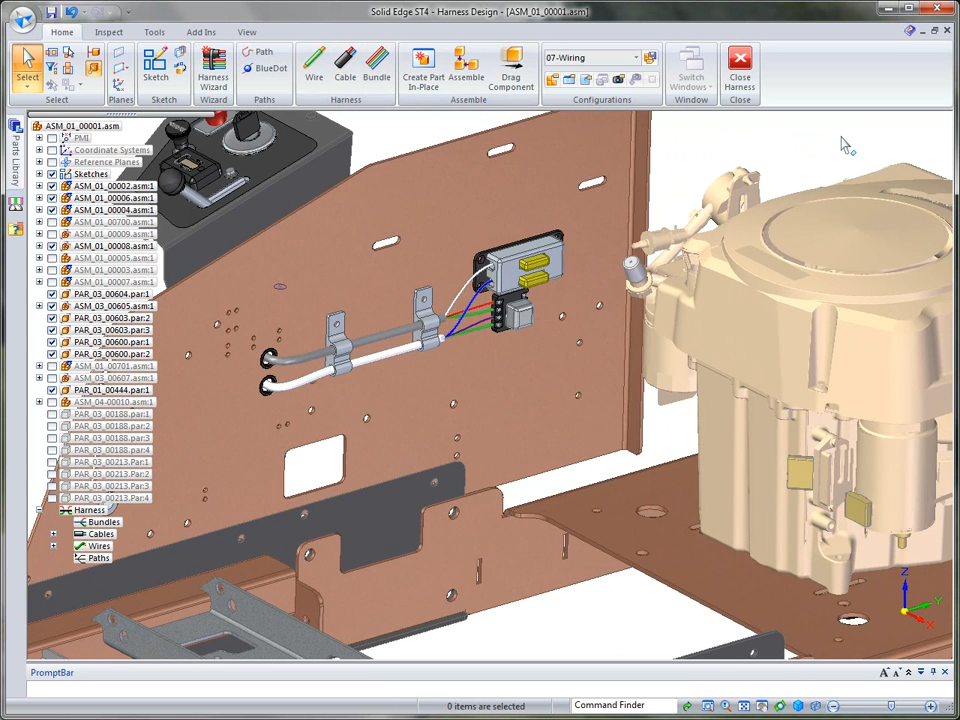 Solid Edge ST4 - Harness Design - [ASM_01_00001.asm]
Home Inspect Tools Add Ins View
Select
Select
Planes
Sketch
Sketch
Harness Wizard
Wizard
Path
BlueDot
Paths
Wire
Cable
Bundle
Harness
Create Part In-Place
Assemble
Drag Component
Assembly
07-Wiring
Configurations
Switch Windows
Window
Close Harness
Close
Parts Library
ASM_01_00001.asm
PMI
Coordinate Systems
Reference Planes
Sketches
ASM_01_00002.asm:1
ASM_01_00006.asm:1
ASM_01_00004.asm:1
ASM_01_00700.asm:1
ASM_01_00009.asm:1
ASM_01_00008.asm:1
ASM_01_00005.asm:1
ASM_01_00003.asm:1
ASM_01_00007.asm:1
PAR_03_00604.par:1
ASM_03_00605.asm:1
PAR_03_00603.par:2
PAR_03_00603.par:3
PAR_03_00600.par:1
PAR_03_00600.par:2
ASM_01_00701.asm:1
ASM_03_00607.asm:1
PAR_01_00444.par:1
ASM_04-00010.asm:1
PAR_03_00188.par:1
PAR_03_00188.par:2
PAR_03_00188.par:3
PAR_03_00188.par:4
PAR_03_00213.Par:1
PAR_03_00213.Par:2
PAR_03_00213.Par:3
PAR_03_00213.Par:4
Harness
Bundles
Cables
Wires
Paths
Z
Y
X
PromptBar
0 items are selected
Command Finder